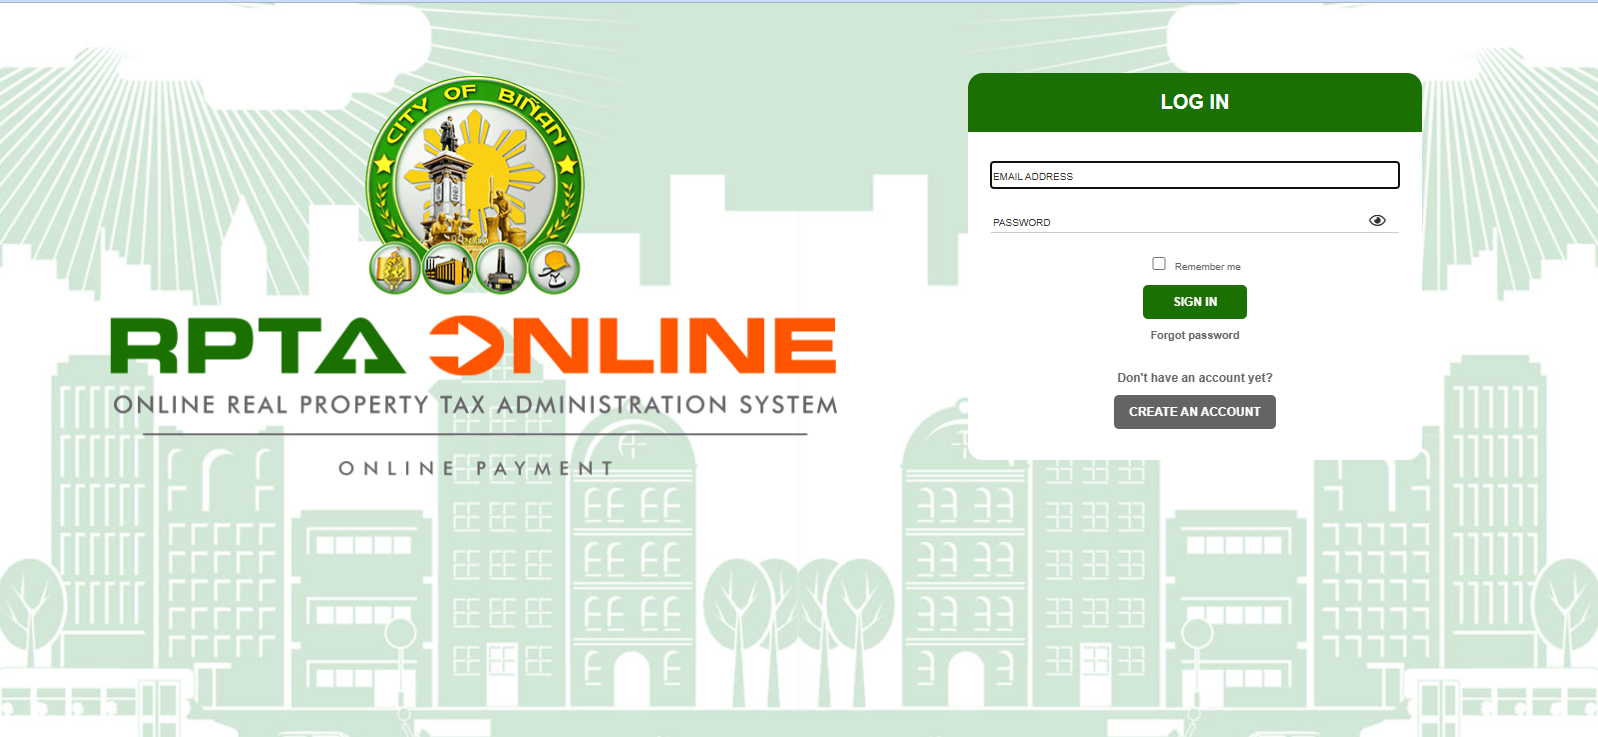 CITY OF BIÑAN
2010
RPTA ONLINE
ONLINE REAL PROPERTY TAX ADMINISTRATION SYSTEM
ONLINE PAYMENT
LOG IN
EMAIL ADDRESS
PASSWORD
Remember me
SIGN IN
Forgot password
Don't have an account yet?
CREATE AN ACCOUNT